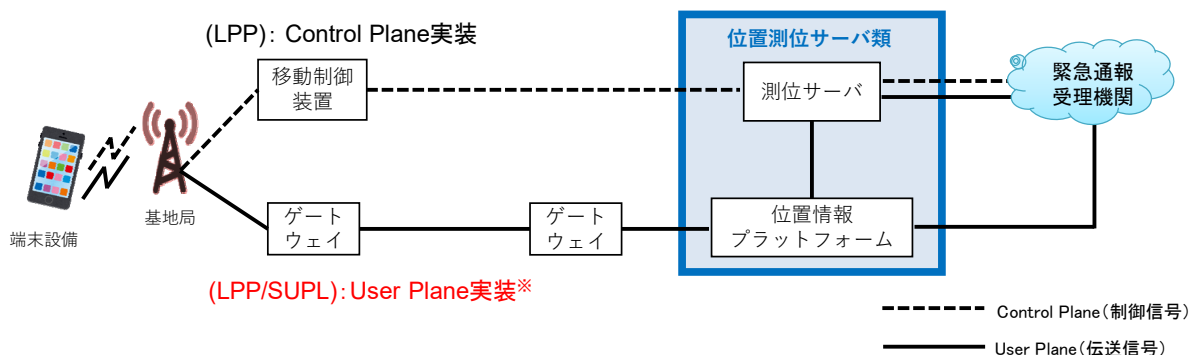 (LPP): Control Plane実装
位置測位サーバ類
移動制御
装置
測位サーバ
緊急通報
受理機関
基地局
端末設備
ゲート
ウェイ
ゲート
ウェイ
位置情報
プラットフォーム
(LPP/SUPL):User Plane実装※
Control Plane(制御信号)
User Plane(伝送信号)